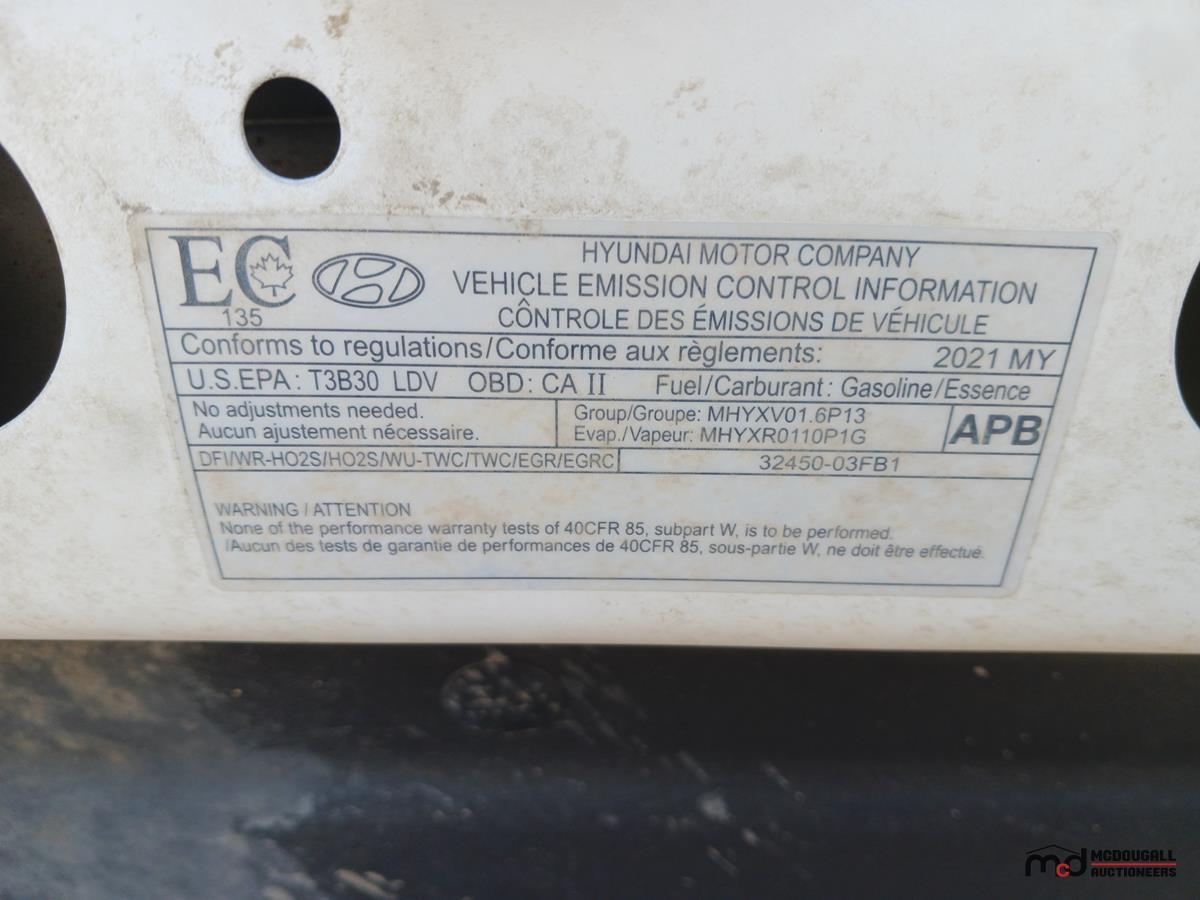 EC
135
HYUNDAI MOTOR COMPANY
VEHICLE EMISSION CONTROL INFORMATION
CÔNTROLE DES ÉMISSIONS DE VÉHICULE
Conforms to regulations/Conforme aux règlements: 2021 MY
U.S.EPA: T3B30 LDV OBD: CA II Fuel/Carburant: Gasoline/Essence
No adjustments needed.
Aucun ajustement nécessaire.
Group/Groupe: MHYXV01.6P13
Evap./Vapeur: MHYXR0110P1G
APB
DFI/WR-HO2S/HO2S/WU-TWC/TWC/EGR/EGRC 32450-03FB1
WARNING / ATTENTION
None of the performance warranty tests of 40CFR 85, subpart W, is to be performed.
/Aucun des tests de garantie de performances de 40CFR 85, sous-partie W, ne doit être effectué.
mcd MCDOUGALL
AUCTIONEERS